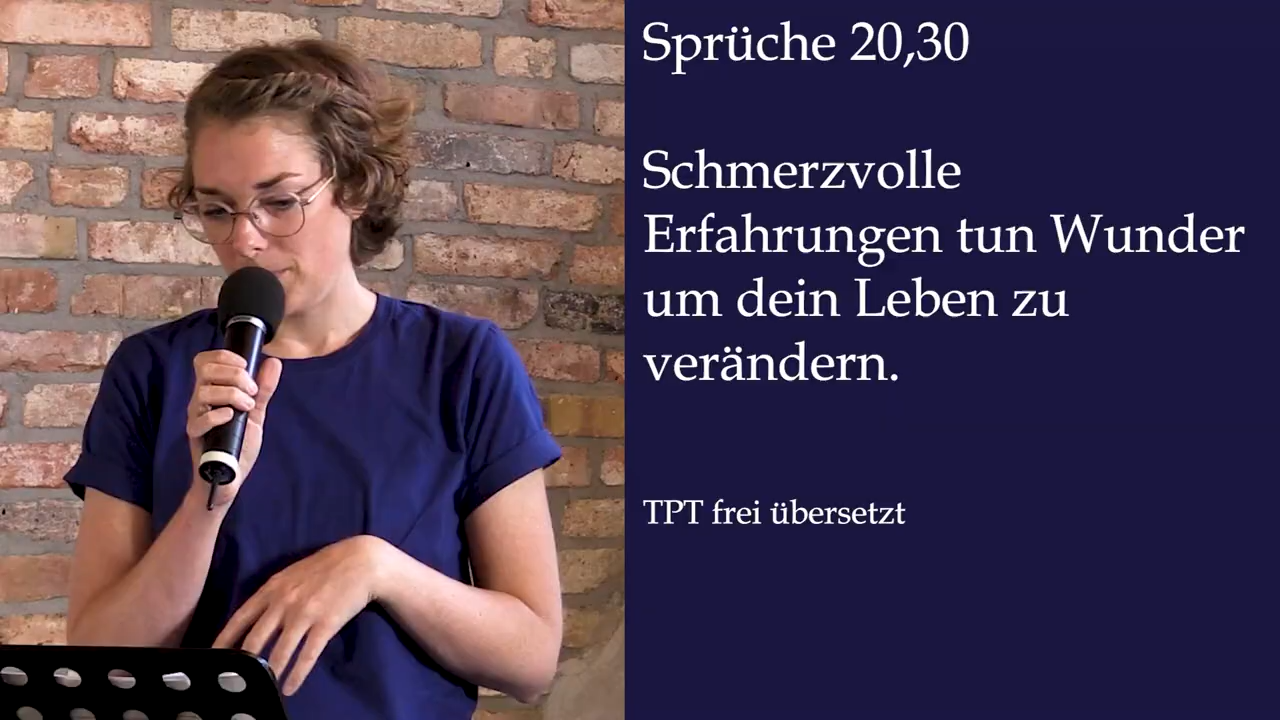 Sprüche 20,30
Schmerzvolle
Erfahrungen tun Wunder
um dein Leben zu
verändern.
TPT frei übersetzt